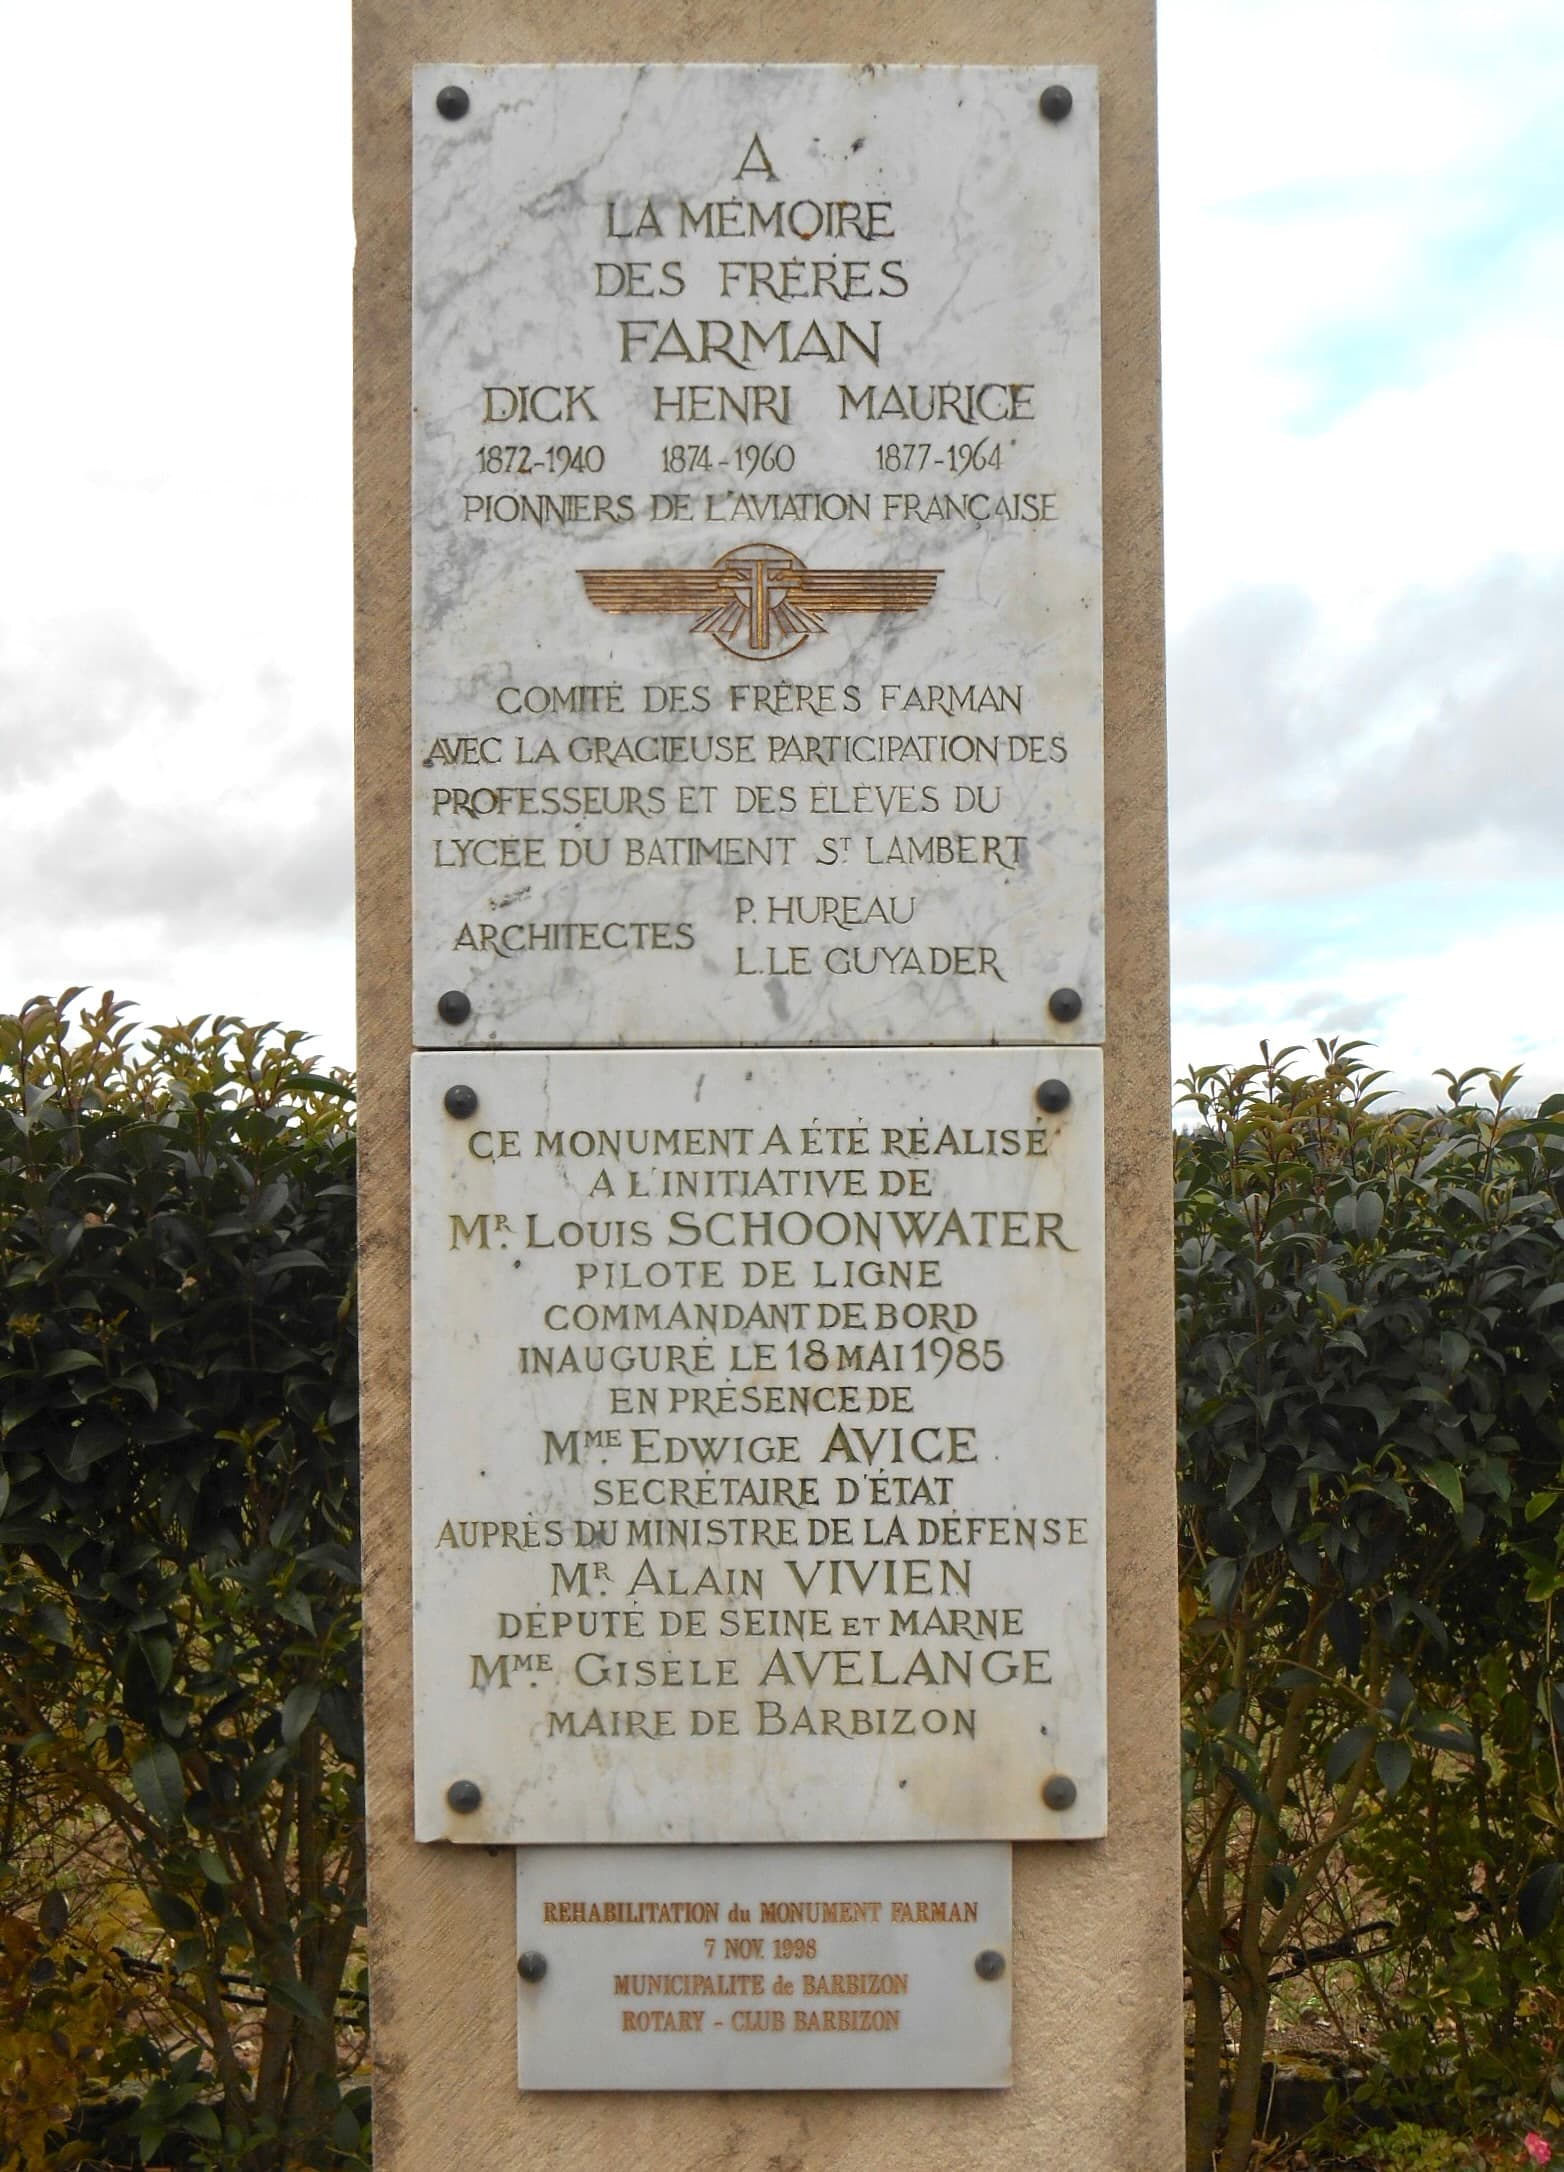 A
LA MÉMOIRE
DES FRÈRES
FARMAN
DICK HENRI MAURICE
1872-1940 1874-1960 1877-1964
PIONNIERS DE L'AVIATION FRANÇAISE
COMITÉ DES FRÈRES FARMAN
AVEC LA GRACIEUSE PARTICIPATION DES
PROFESSEURS ET DES ÉLÈVES DU
LYCÉE DU BATIMENT ST LAMBERT
ARCHITECTES P. HUREAU
L. LE GUYADER
CE MONUMENT A ÉTÉ RÉALISÉ
A L'INITIATIVE DE
MR. LOUIS SCHOONWATER
PILOTE DE LIGNE
COMMANDANT DE BORD
INAUGURÉ LE 18 MAI 1985
EN PRÉSENCE DE
MME. EDWIGE AVICE
SECRÉTAIRE D'ÉTAT
AUPRÈS DU MINISTRE DE LA DÉFENSE
MR. ALAIN VIVIEN
DÉPUTÉ DE SEINE ET MARNE
MME. GISÈLE AVELANGE
MAIRE DE BARBIZON
REHABILITATION du MONUMENT FARMAN
7 NOV. 1998
MUNICIPALITE de BARBIZON
ROTARY - CLUB BARBIZON